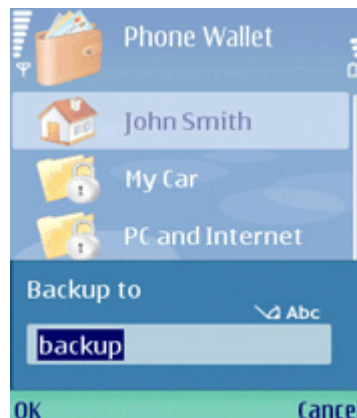 Phone Wallet
John Smith
My Car
PC and Internet
Backup to
Abc
backup
OK Cance